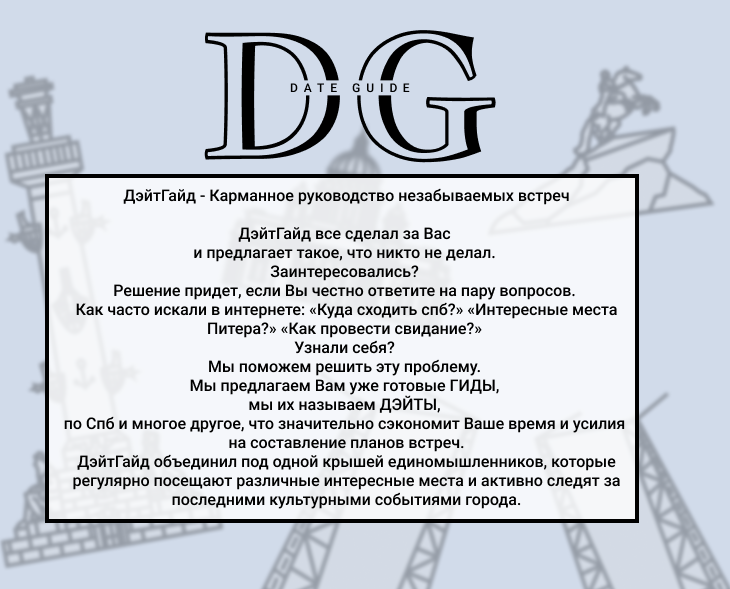 DG
DATE GUIDE
ДэйтГайд - Карманное руководство незабываемых встреч
ДэйтГайд все сделал за Вас
и предлагает такое, что никто не делал.
Заинтересовались?
Решение придет, если Вы честно ответите на пару вопросов.
Как часто искали в интернете: «Куда сходить спб?» «Интересные места
Питера?» «Как провести свидание?»
Узнали себя?
Мы поможем решить эту проблему.
Мы предлагаем Вам уже готовые ГИДЫ,
мы их называем ДЭЙТЫ,
по Спб и многое другое, что значительно сэкономит Ваше время и усилия
на составление планов встреч.
ДэйтГайд объединил под одной крышей единомышленников, которые
регулярно посещают различные интересные места и активно следят за
последними культурными событиями города.